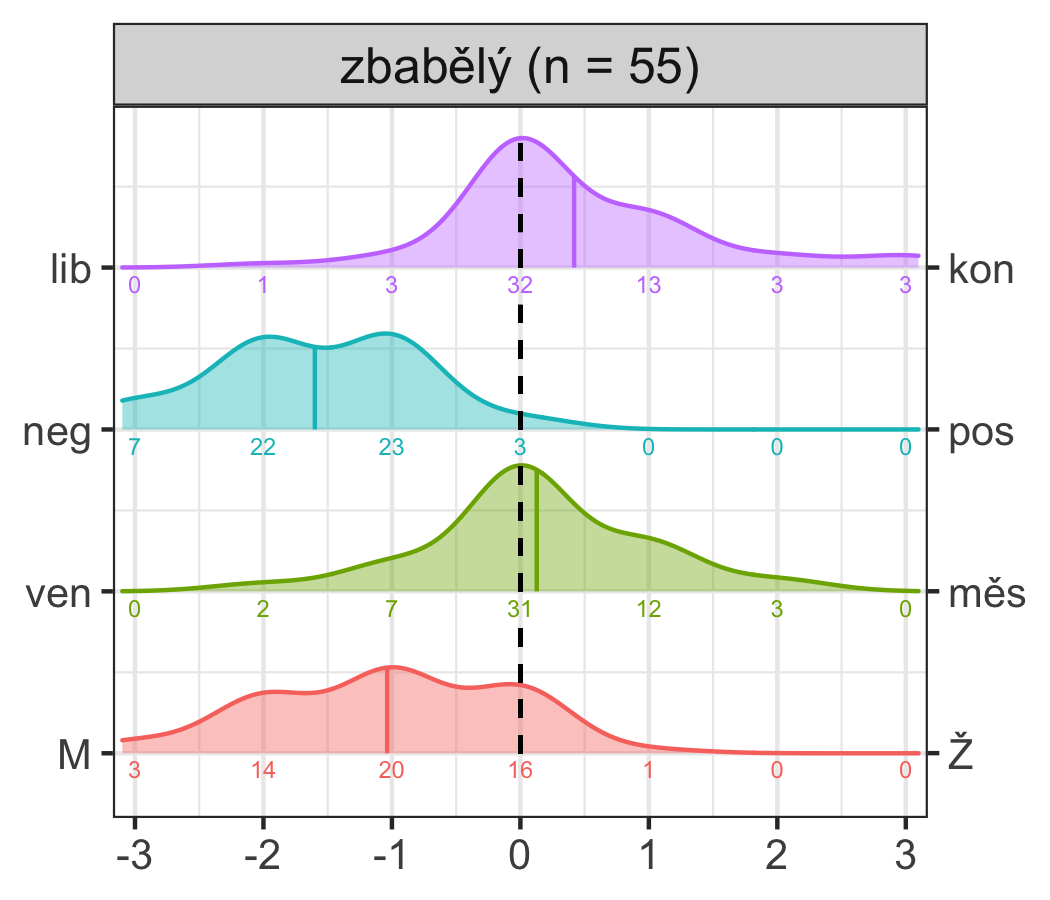 zbabělý (n = 55)
lib kon
0 1 3 32 13 3 3
neg pos
7 22 23 3 0 0 0
ven měs
0 2 7 31 12 3 0
M Ž
3 14 20 16 1 0 0
-3 -2 -1 0 1 2 3